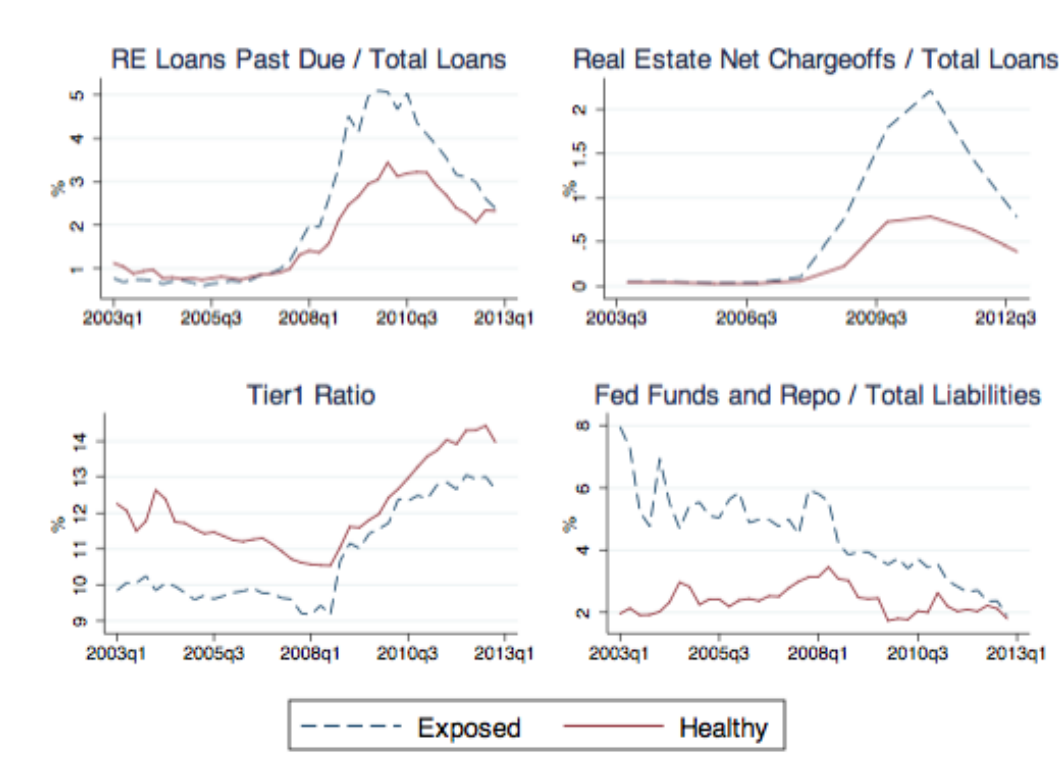 RE Loans Past Due / Total Loans
%
5
4
3
2
1
2003q1 2005q3 2008q1 2010q3 2013q1
Real Estate Net Chargeoffs / Total Loans
%
2
1.5
1
.5
0
2003q3 2006q3 2009q3 2012q3
Tier1 Ratio
%
14
13
12
11
10
9
2003q1 2005q3 2008q1 2010q3 2013q1
Fed Funds and Repo / Total Liabilities
%
8
6
4
2
2003q1 2005q3 2008q1 2010q3 2013q1
Exposed Healthy